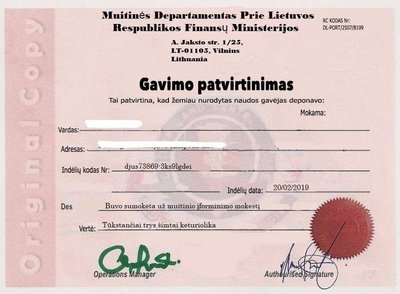 Muitinės Departamentas Prie Lietuvos
Respublikos Finansų Ministerijos
RC KODAS Nr:
DL-PORT/2507/B109
A. Jaksto str. 1/25,
LT-01105, Vilnius
Lithnania
Gavimo patvirtinimas
Tai patvirtina, kad žemiau nurodytas naudos gavėjas deponavo:
Mokama:
Vardas:
Adresas:
Indėlių kodas Nr: djus73869-3ks9lgdei
Indėlių data: 20/02/2019
Des Buvo sumokėta už muitinio įforminimo mokestį
Vertė: Tūkstančiai trys šimtai keturiolika
Operations Manager
Authorised Signature
Original Copy